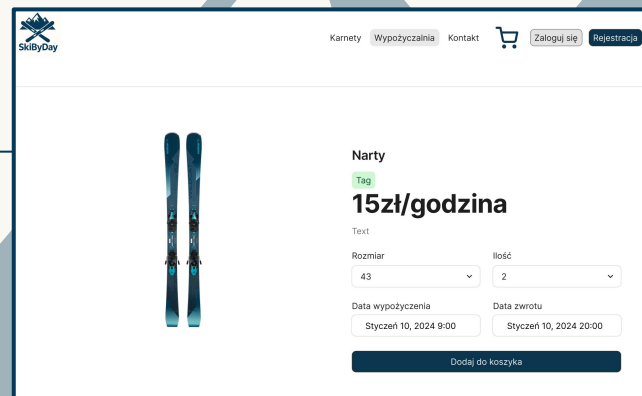 SkiByDay
Karnety Wypożyczalnia Kontakt Zaloguj się Rejestracja
Narty
Tag
15zł/godzina
Text
Rozmiar Ilość
43 2
Data wypożyczenia Data zwrotu
Styczeń 10, 2024 9:00 Styczeń 10, 2024 20:00
Dodaj do koszyka